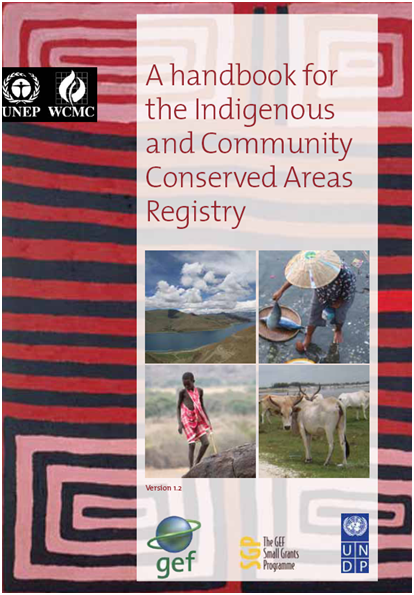 A handbook for
the Indigenous
and Community
Conserved Areas
Registry
UNEP WCMC
Version 1.2
gef
SGP
The GEF
Small Grants
Programme
U N
D P